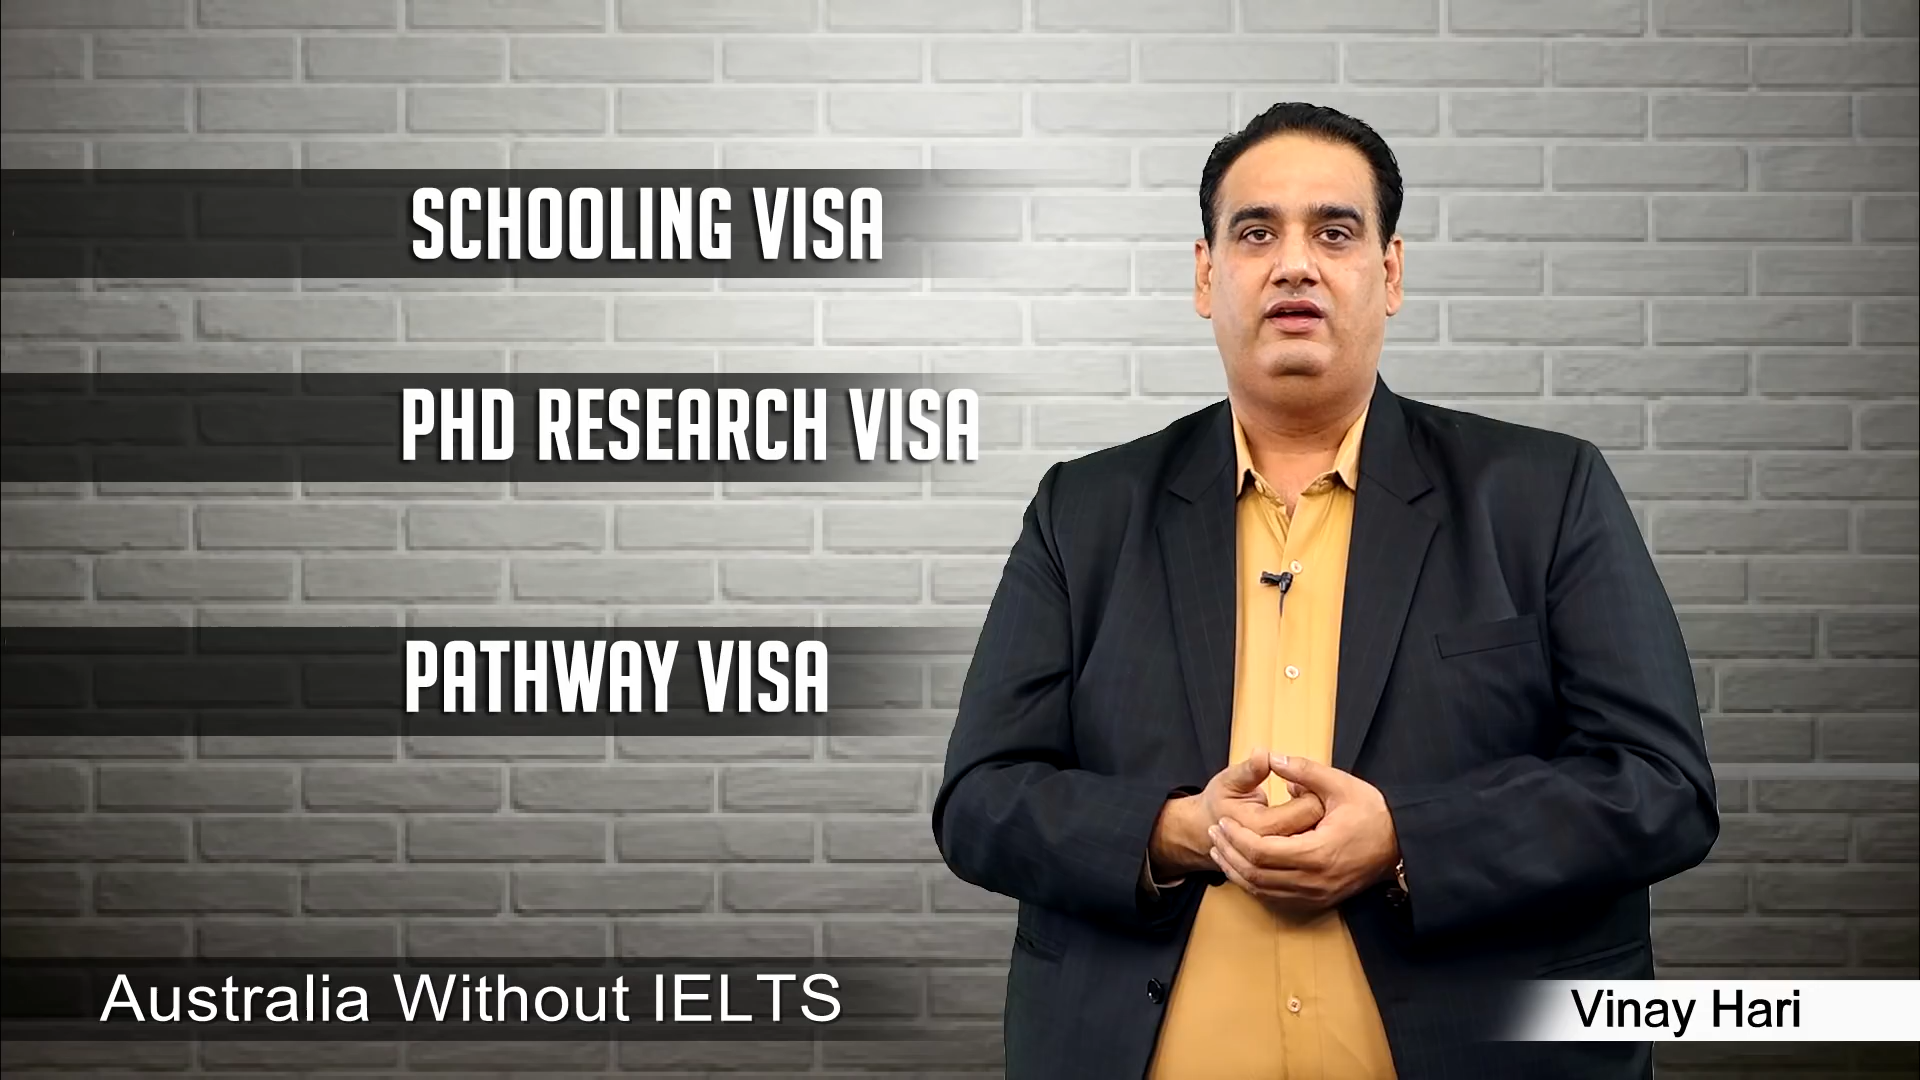 SCHOOLING VISA
PHD RESEARCH VISA
PATHWAY VISA
Australia Without IELTS
Vinay Hari